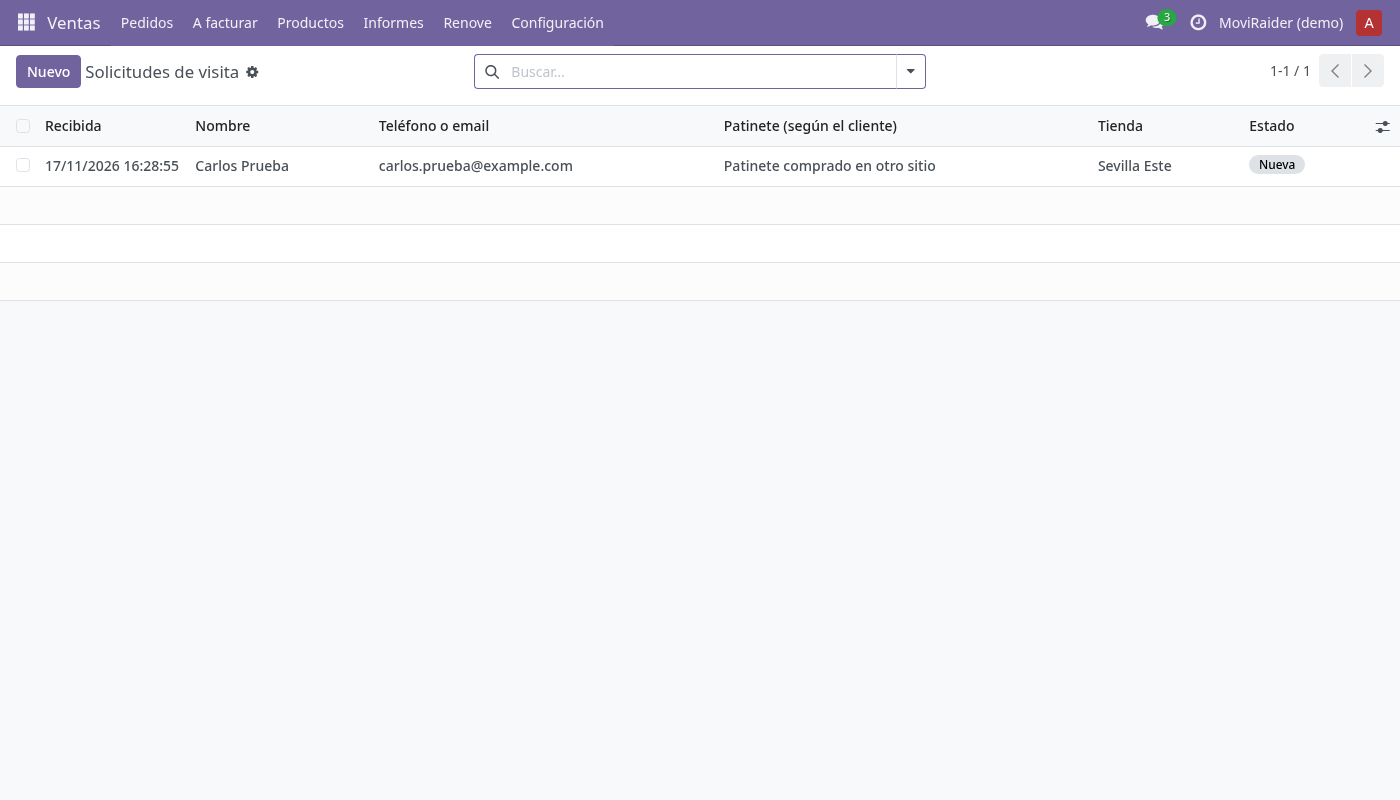 Ventas Pedidos A facturar Productos Informes Renove Configuración 3 MoviRaider (demo) A
Nuevo Solicitudes de visita Buscar... 1-1 / 1
Recibida Nombre Teléfono o email Patinete (según el cliente) Tienda Estado
17/11/2026 16:28:55 Carlos Prueba carlos.prueba@example.com Patinete comprado en otro sitio Sevilla Este Nueva